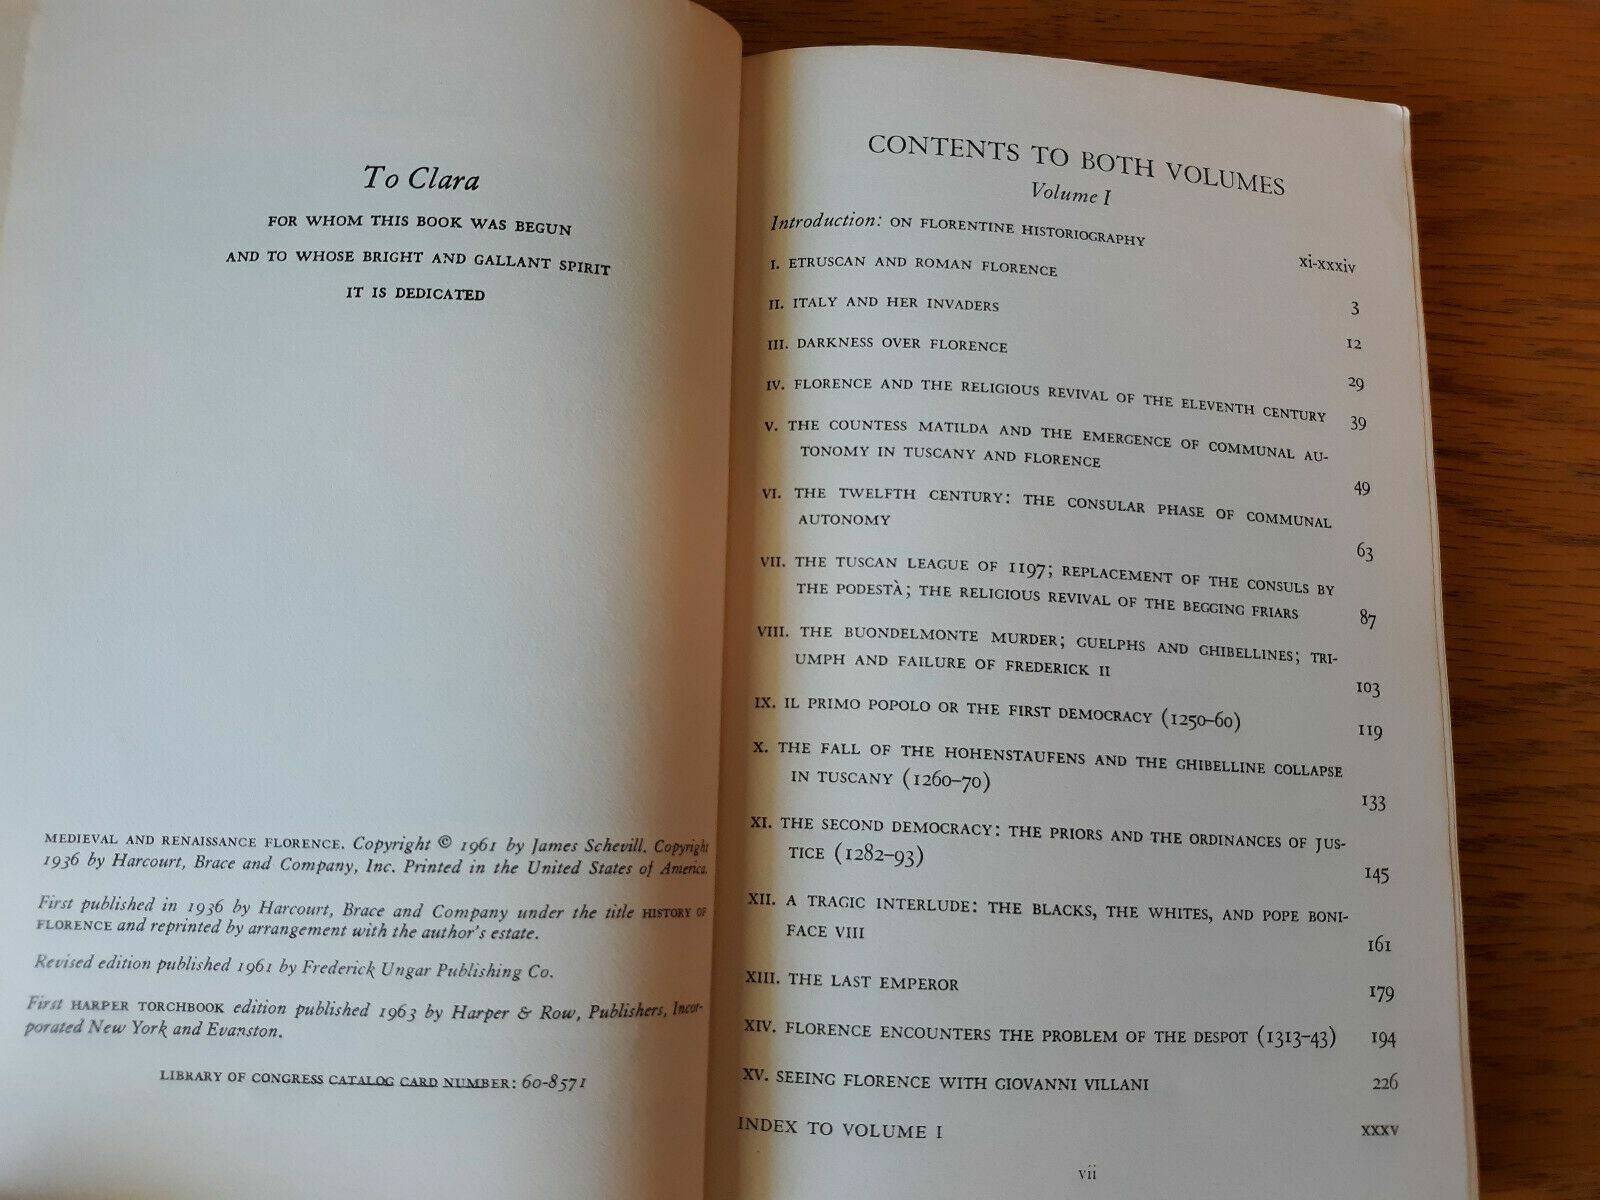 To Clara
FOR WHOM THIS BOOK WAS BEGUN
AND TO WHOSE BRIGHT AND GALLANT SPIRIT
IT IS DEDICATED
MEDIEVAL AND RENAISSANCE FLORENCE. Copyright © 1961 by James Schevill. Copyright
1936 by Harcourt, Brace and Company, Inc. Printed in the United States of America.
First published in 1936 by Harcourt, Brace and Company under the title HISTORY OF
FLORENCE and reprinted by arrangement with the author's estate.
Revised edition published 1961 by Frederick Ungar Publishing Co.
First HARPER TORCHBOOK edition published 1963 by Harper & Row, Publishers, Incor-
porated New York and Evanston.
LIBRARY OF CONGRESS CATALOG CARD NUMBER: 60-8571
CONTENTS TO BOTH VOLUMES
Volume I
Introduction: ON FLORENTINE HISTORIOGRAPHY xi-xxxiv
I. ETRUSCAN AND ROMAN FLORENCE 3
II. ITALY AND HER INVADERS 12
III. DARKNESS OVER FLORENCE 29
IV. FLORENCE AND THE RELIGIOUS REVIVAL OF THE ELEVENTH CENTURY 39
V. THE COUNTESS MATILDA AND THE EMERGENCE OF COMMUNAL AU-
TONOMY IN TUSCANY AND FLORENCE 49
VI. THE TWELFTH CENTURY: THE CONSULAR PHASE OF COMMUNAL
AUTONOMY 63
VII. THE TUSCAN LEAGUE OF 1197; REPLACEMENT OF THE CONSULS BY
THE PODESTÀ; THE RELIGIOUS REVIVAL OF THE BEGGING FRIARS 87
VIII. THE BUONDELMONTE MURDER; GUELPHS AND GHIBELLINES; TRI-
UMPH AND FAILURE OF FREDERICK II 103
IX. IL PRIMO POPOLO OR THE FIRST DEMOCRACY (1250–60) 119
X. THE FALL OF THE HOHENSTAUFENS AND THE GHIBELLINE COLLAPSE
IN TUSCANY (1260–70) 133
XI. THE SECOND DEMOCRACY: THE PRIORS AND THE ORDINANCES OF JUS-
TICE (1282–93) 145
XII. A TRAGIC INTERLUDE: THE BLACKS, THE WHITES, AND POPE BONI-
FACE VIII 161
XIII. THE LAST EMPEROR 179
XIV. FLORENCE ENCOUNTERS THE PROBLEM OF THE DESPOT (1313–43) 194
XV. SEEING FLORENCE WITH GIOVANNI VILLANI 226
INDEX TO VOLUME I xxxv
vii